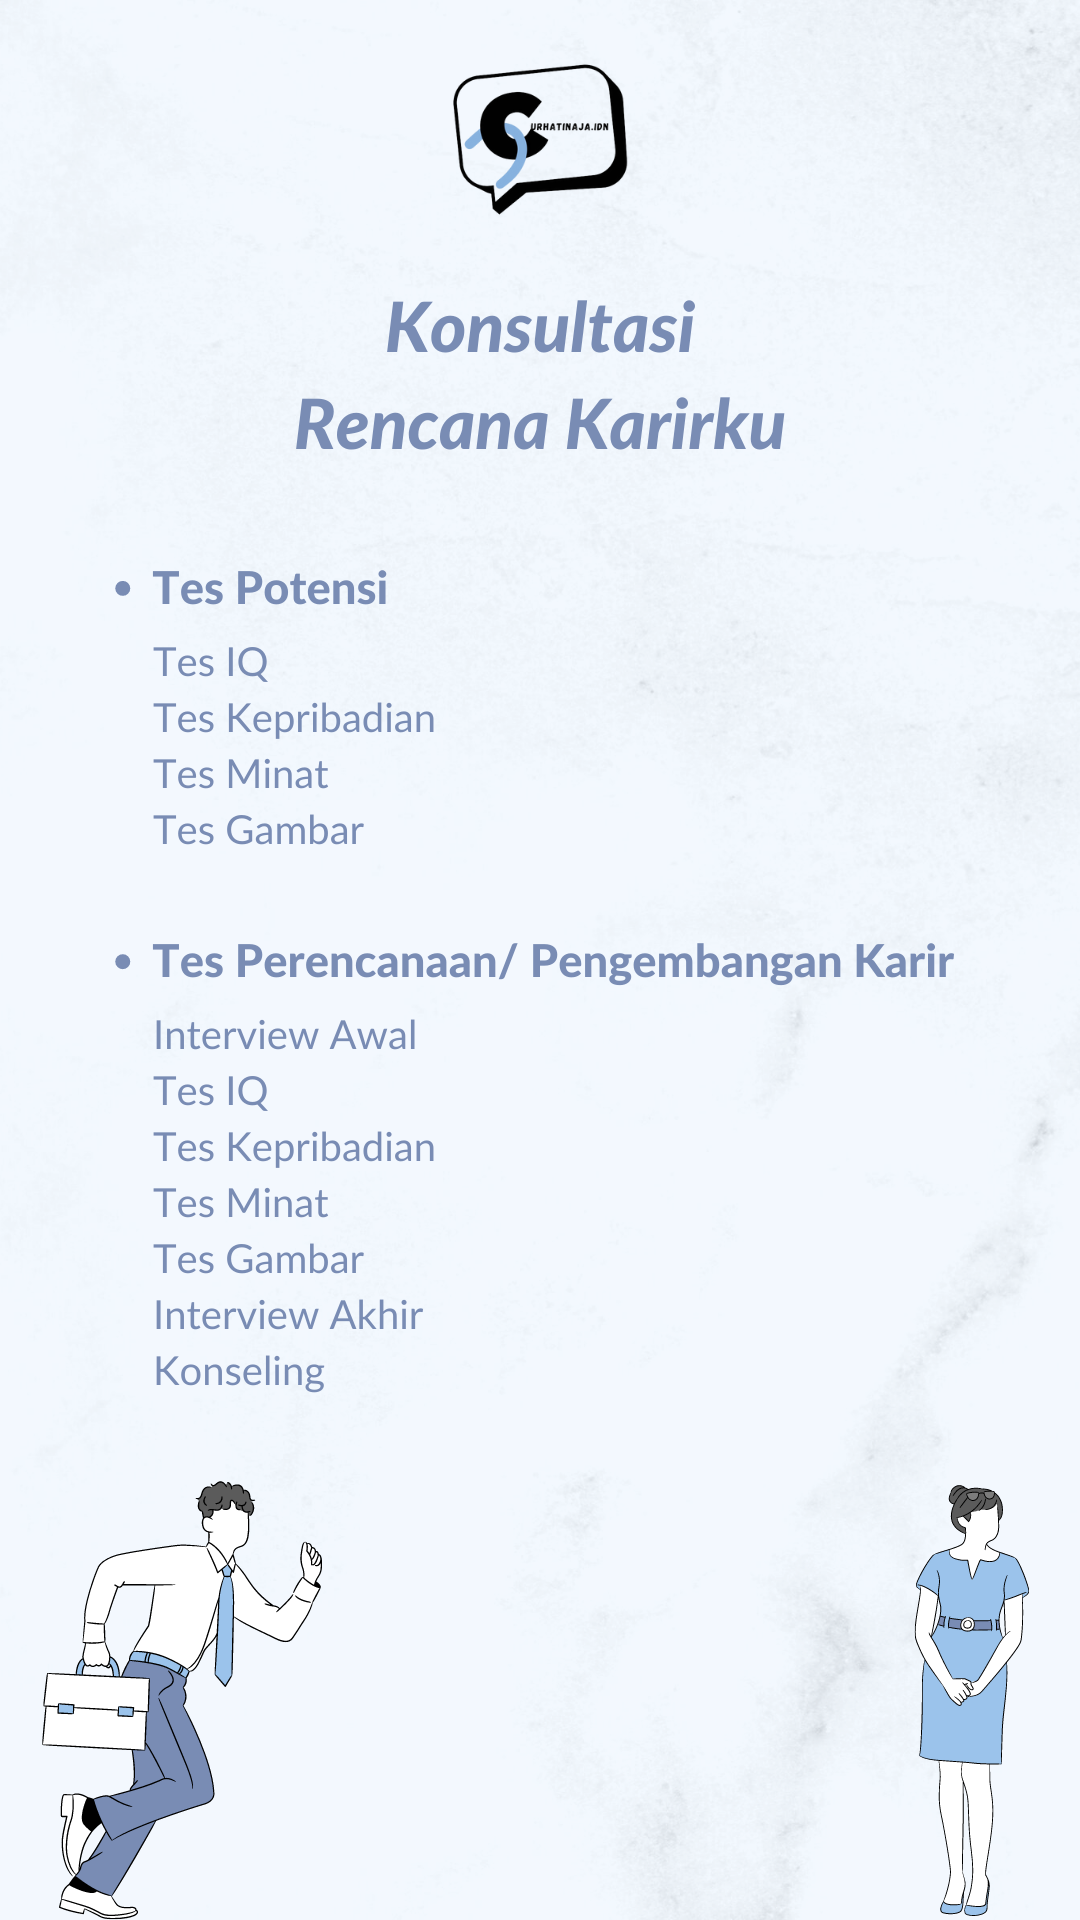 CURHATINAJA.IDN
Konsultasi
Rencana Karirku
• Tes Potensi
Tes IQ
Tes Kepribadian
Tes Minat
Tes Gambar
• Tes Perencanaan/ Pengembangan Karir
Interview Awal
Tes IQ
Tes Kepribadian
Tes Minat
Tes Gambar
Interview Akhir
Konseling